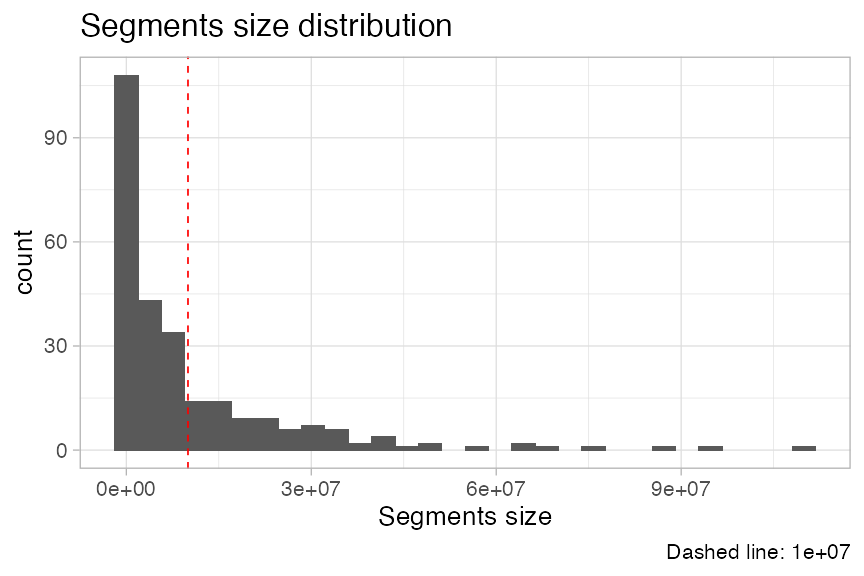 Segments size distribution
90
60
30
0
count
0e+00 3e+07 6e+07 9e+07
Segments size
Dashed line: 1e+07